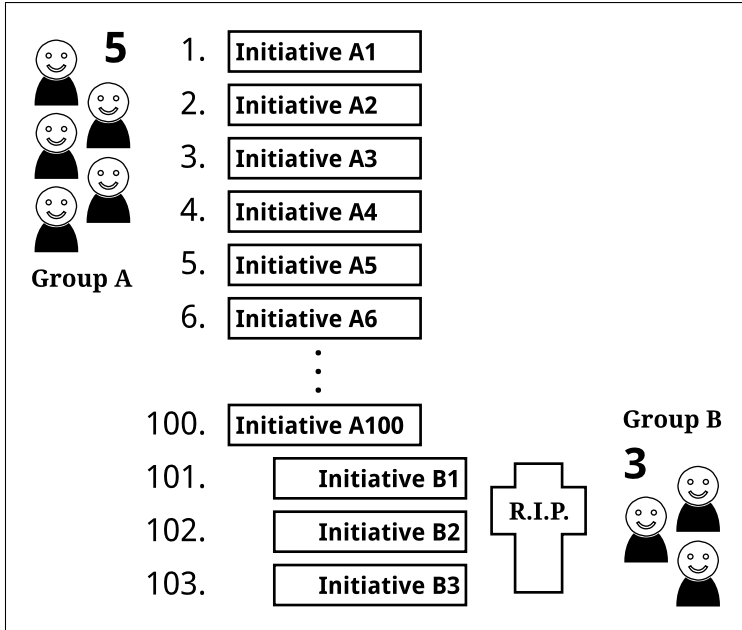 5
Group A
1. Initiative A1
2. Initiative A2
3. Initiative A3
4. Initiative A4
5. Initiative A5
6. Initiative A6
100. Initiative A100
101. Initiative B1
102. Initiative B2
103. Initiative B3
R.I.P.
Group B
3